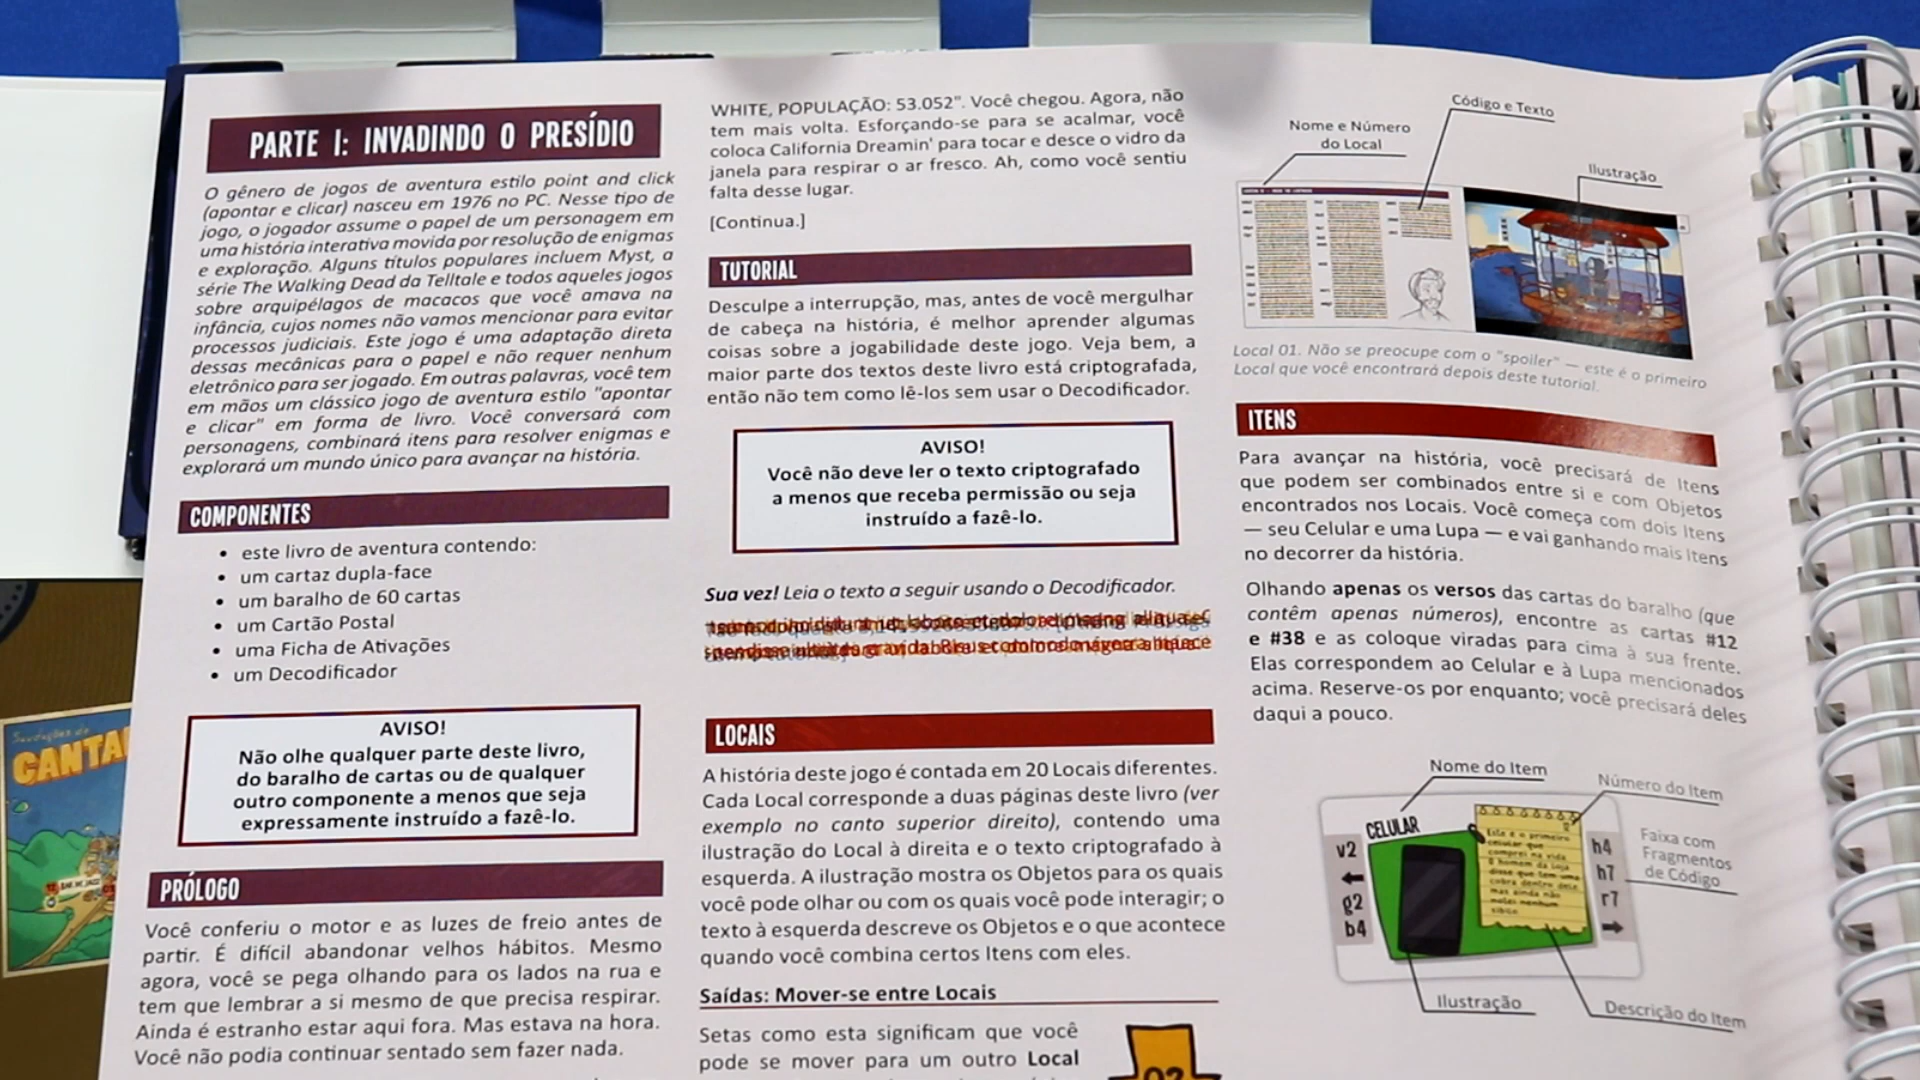 PARTE I: INVADINDO O PRESÍDIO
O gênero de jogos de aventura estilo point and click
(apontar e clicar) nasceu em 1976 no PC. Nesse tipo de
jogo, o jogador assume o papel de um personagem em
uma história interativa movida por resolução de enigmas
e exploração. Alguns títulos populares incluem Myst, a
série The Walking Dead da Telltale e todos aqueles jogos
sobre arquipélagos de macacos que você amava na
infância, cujos nomes não vamos mencionar para evitar
processos judiciais. Este jogo é uma adaptação direta
dessas mecânicas para o papel e não requer nenhum
eletrônico para ser jogado. Em outras palavras, você tem
em mãos um clássico jogo de aventura estilo "apontar
e clicar" em forma de livro. Você conversará com
personagens, combinará itens para resolver enigmas e
explorará um mundo único para avançar na história.
COMPONENTES
• este livro de aventura contendo:
• um cartaz dupla-face
• um baralho de 60 cartas
• um Cartão Postal
• uma Ficha de Ativações
• um Decodificador
AVISO!
Não olhe qualquer parte deste livro,
do baralho de cartas ou de qualquer
outro componente a menos que seja
expressamente instruído a fazê-lo.
PRÓLOGO
Você conferiu o motor e as luzes de freio antes de
partir. É difícil abandonar velhos hábitos. Mesmo
agora, você se pega olhando para os lados na rua e
tem que lembrar a si mesmo de que precisa respirar.
Ainda é estranho estar aqui fora. Mas estava na hora.
Você não podia continuar sentado sem fazer nada.
WHITE, POPULAÇÃO: 53.052". Você chegou. Agora, não
tem mais volta. Esforçando-se para se acalmar, você
coloca California Dreamin' para tocar e desce o vidro da
janela para respirar o ar fresco. Ah, como você sentiu
falta desse lugar.
[Continua.]
TUTORIAL
Desculpe a interrupção, mas, antes de você mergulhar
de cabeça na história, é melhor aprender algumas
coisas sobre a jogabilidade deste jogo. Veja bem, a
maior parte dos textos deste livro está criptografada,
então não tem como lê-los sem usar o Decodificador.
AVISO!
Você não deve ler o texto criptografado
a menos que receba permissão ou seja
instruído a fazê-lo.
Sua vez! Leia o texto a seguir usando o Decodificador.
LOCAIS
A história deste jogo é contada em 20 Locais diferentes.
Cada Local corresponde a duas páginas deste livro (ver
exemplo no canto superior direito), contendo uma
ilustração do Local à direita e o texto criptografado à
esquerda. A ilustração mostra os Objetos para os quais
você pode olhar ou com os quais você pode interagir; o
texto à esquerda descreve os Objetos e o que acontece
quando você combina certos Itens com eles.
Saídas: Mover-se entre Locais
Setas como esta significam que você
pode se mover para um outro Local
Código e Texto
Nome e Número
do Local
Ilustração
Local 01. Não se preocupe com o "spoiler" — este é o primeiro
Local que você encontrará depois deste tutorial.
ITENS
Para avançar na história, você precisará de Itens
que podem ser combinados entre si e com Objetos
encontrados nos Locais. Você começa com dois Itens
— seu Celular e uma Lupa — e vai ganhando mais Itens
no decorrer da história.
Olhando apenas os versos das cartas do baralho (que
contêm apenas números), encontre as cartas #12
e #38 e as coloque viradas para cima à sua frente.
Elas correspondem ao Celular e à Lupa mencionados
acima. Reserve-os por enquanto; você precisará deles
daqui a pouco.
Nome do Item
Número do Item
CELULAR
Faixa com
Fragmentos
de Código
v2
g2
b4
h4
h7
r7
Ilustração
Descrição do Item
CANTA